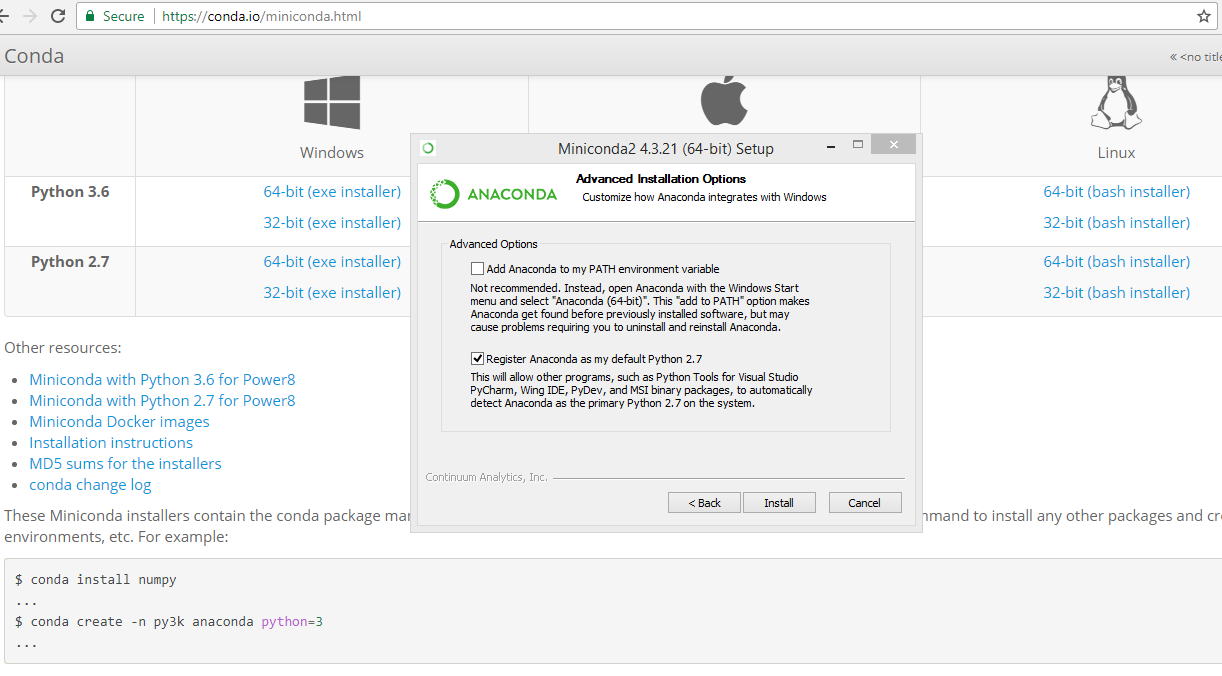 Secure https://conda.io/miniconda.html
Conda
« <no title
Windows
Linux
Python 3.6
64-bit (exe installer)
64-bit (bash installer)
32-bit (exe installer)
32-bit (bash installer)
Python 2.7
64-bit (exe installer)
64-bit (bash installer)
32-bit (exe installer)
32-bit (bash installer)
Other resources:
Miniconda with Python 3.6 for Power8
Miniconda with Python 2.7 for Power8
Miniconda Docker images
Installation instructions
MD5 sums for the installers
conda change log
These Miniconda installers contain the conda package
to install any other packages and
environments, etc. For example:
$ conda install numpy
...
$ conda create -n py3k anaconda python=3
...
Miniconda2 4.3.21 (64-bit) Setup
ANACONDA
Advanced Installation Options
Customize how Anaconda integrates with Windows
Advanced Options
Add Anaconda to my PATH environment variable
Not recommended. Instead, open Anaconda with the Windows Start
menu and select "Anaconda (64-bit)". This "add to PATH" option makes
Anaconda get found before previously installed software, but may
cause problems requiring you to uninstall and reinstall Anaconda.
Register Anaconda as my default Python 2.7
This will allow other programs, such as Python Tools for Visual Studio
PyCharm, Wing IDE, PyDev, and MSI binary packages, to automatically
detect Anaconda as the primary Python 2.7 on the system.
Continuum Analytics, Inc.
< Back
Install
Cancel